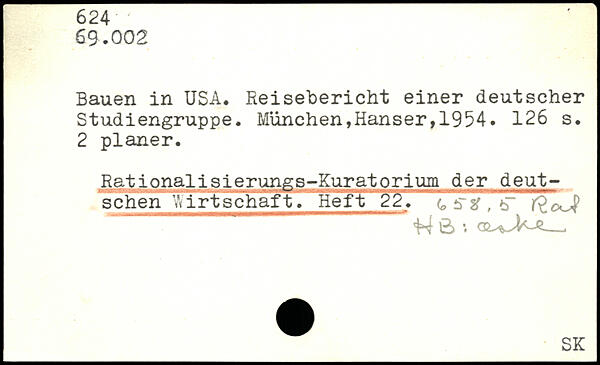 624
69.002
Bauen in USA. Reisebericht einer deutscher
Studiengruppe. München,Hanser,1954. 126 s.
2 planer.
Rationalisierungs-Kuratorium der deut-
schen Wirtschaft. Heft 22. 658.5 Rat
HB: æske
SK